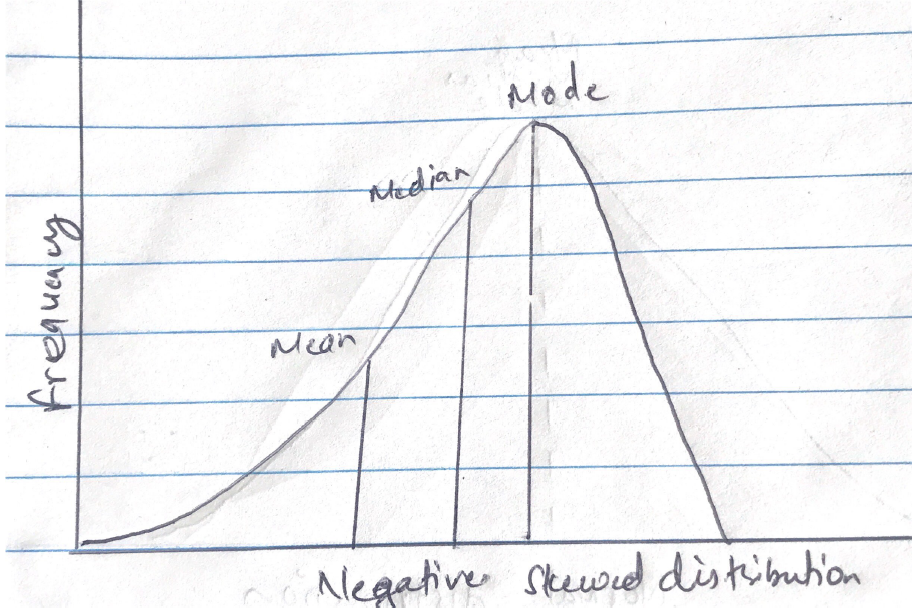 Mode
Median
Mean
frequency
Negative Skewed distribution